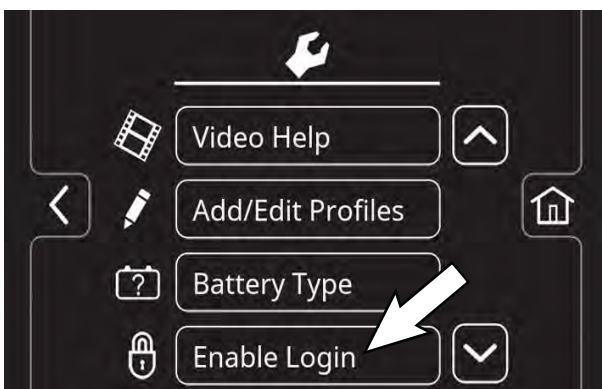 Video Help
Add/Edit Profiles
Battery Type
Enable Login